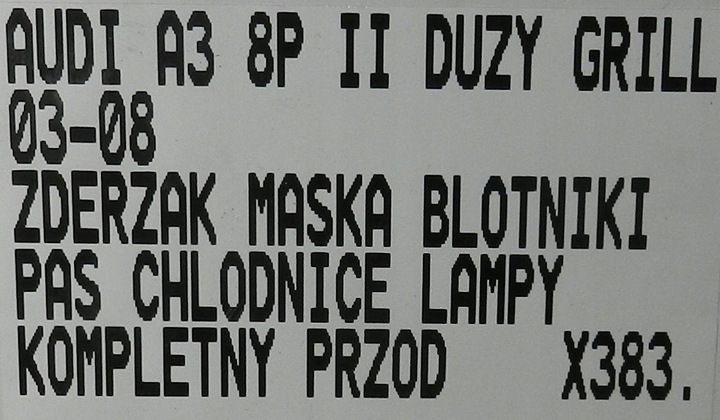 AUDI A3 8P II DUZY GRILL
03-08
ZDERZAK MASKA BLOTNIKI
PAS CHLODNICE LAMPY
KOMPLETNY PRZOD X383.